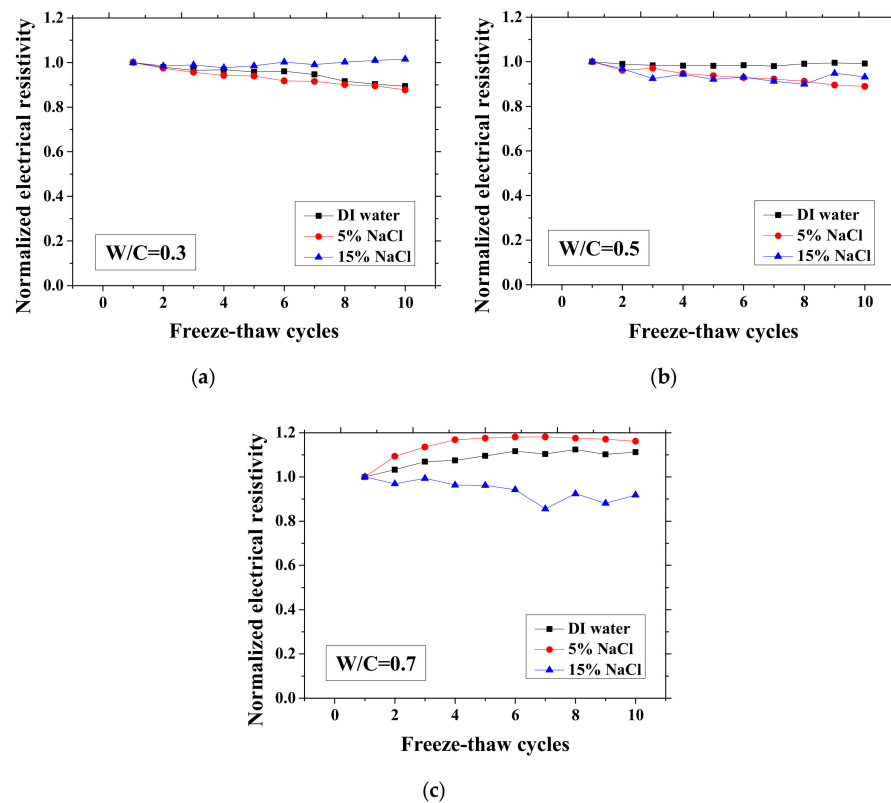 Normalized electrical resistivity
1.2
1.0
0.8
0.6
0.4
0.2
0.0
DI water
5% NaCl
15% NaCl
W/C=0.3
0 2 4 6 8 10
Freeze-thaw cycles
(a)
Normalized electrical resistivity
1.2
1.0
0.8
0.6
0.4
0.2
0.0
DI water
5% NaCl
15% NaCl
W/C=0.5
0 2 4 6 8 10
Freeze-thaw cycles
(b)
Normalized electrical resistivity
1.2
1.0
0.8
0.6
0.4
0.2
0.0
DI water
5% NaCl
15% NaCl
W/C=0.7
0 2 4 6 8 10
Freeze-thaw cycles
(c)